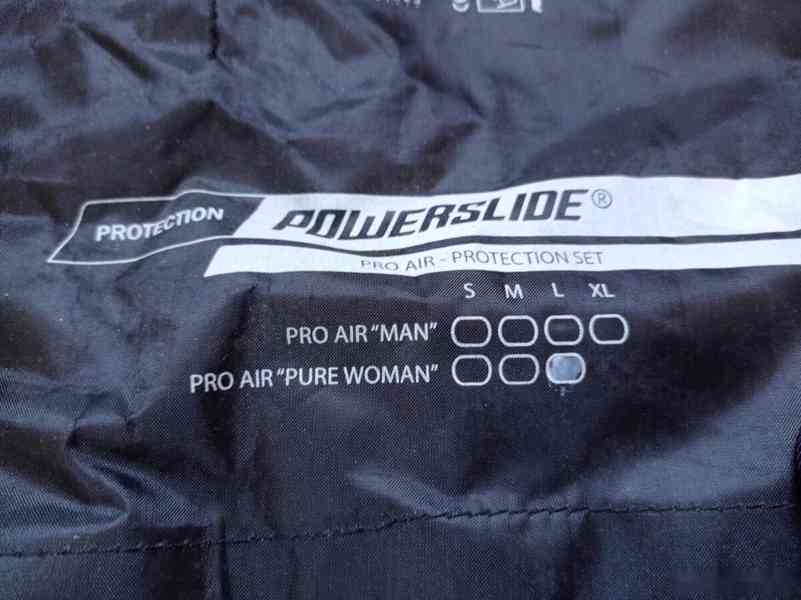 PROTECTION POWERSLIDE®
PRO AIR - PROTECTION SET
S M L XL
PRO AIR “MAN”
PRO AIR “PURE WOMAN”